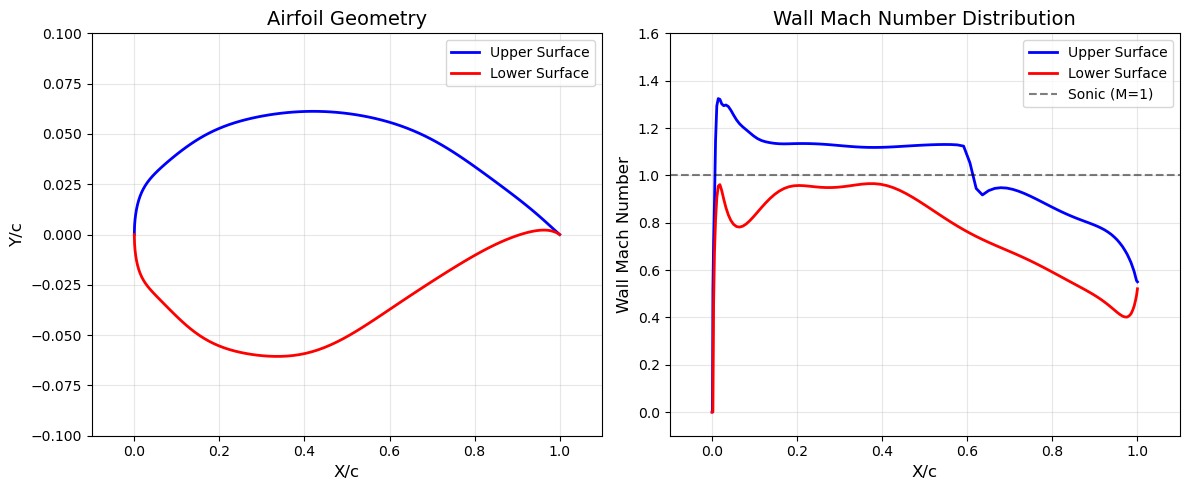 Airfoil Geometry
Y/c
0.100
0.075
0.050
0.025
0.000
−0.025
−0.050
−0.075
−0.100
Upper Surface
Lower Surface
0.0 0.2 0.4 0.6 0.8 1.0
X/c
Wall Mach Number Distribution
Wall Mach Number
1.6
1.4
1.2
1.0
0.8
0.6
0.4
0.2
0.0
Upper Surface
Lower Surface
Sonic (M=1)
0.0 0.2 0.4 0.6 0.8 1.0
X/c